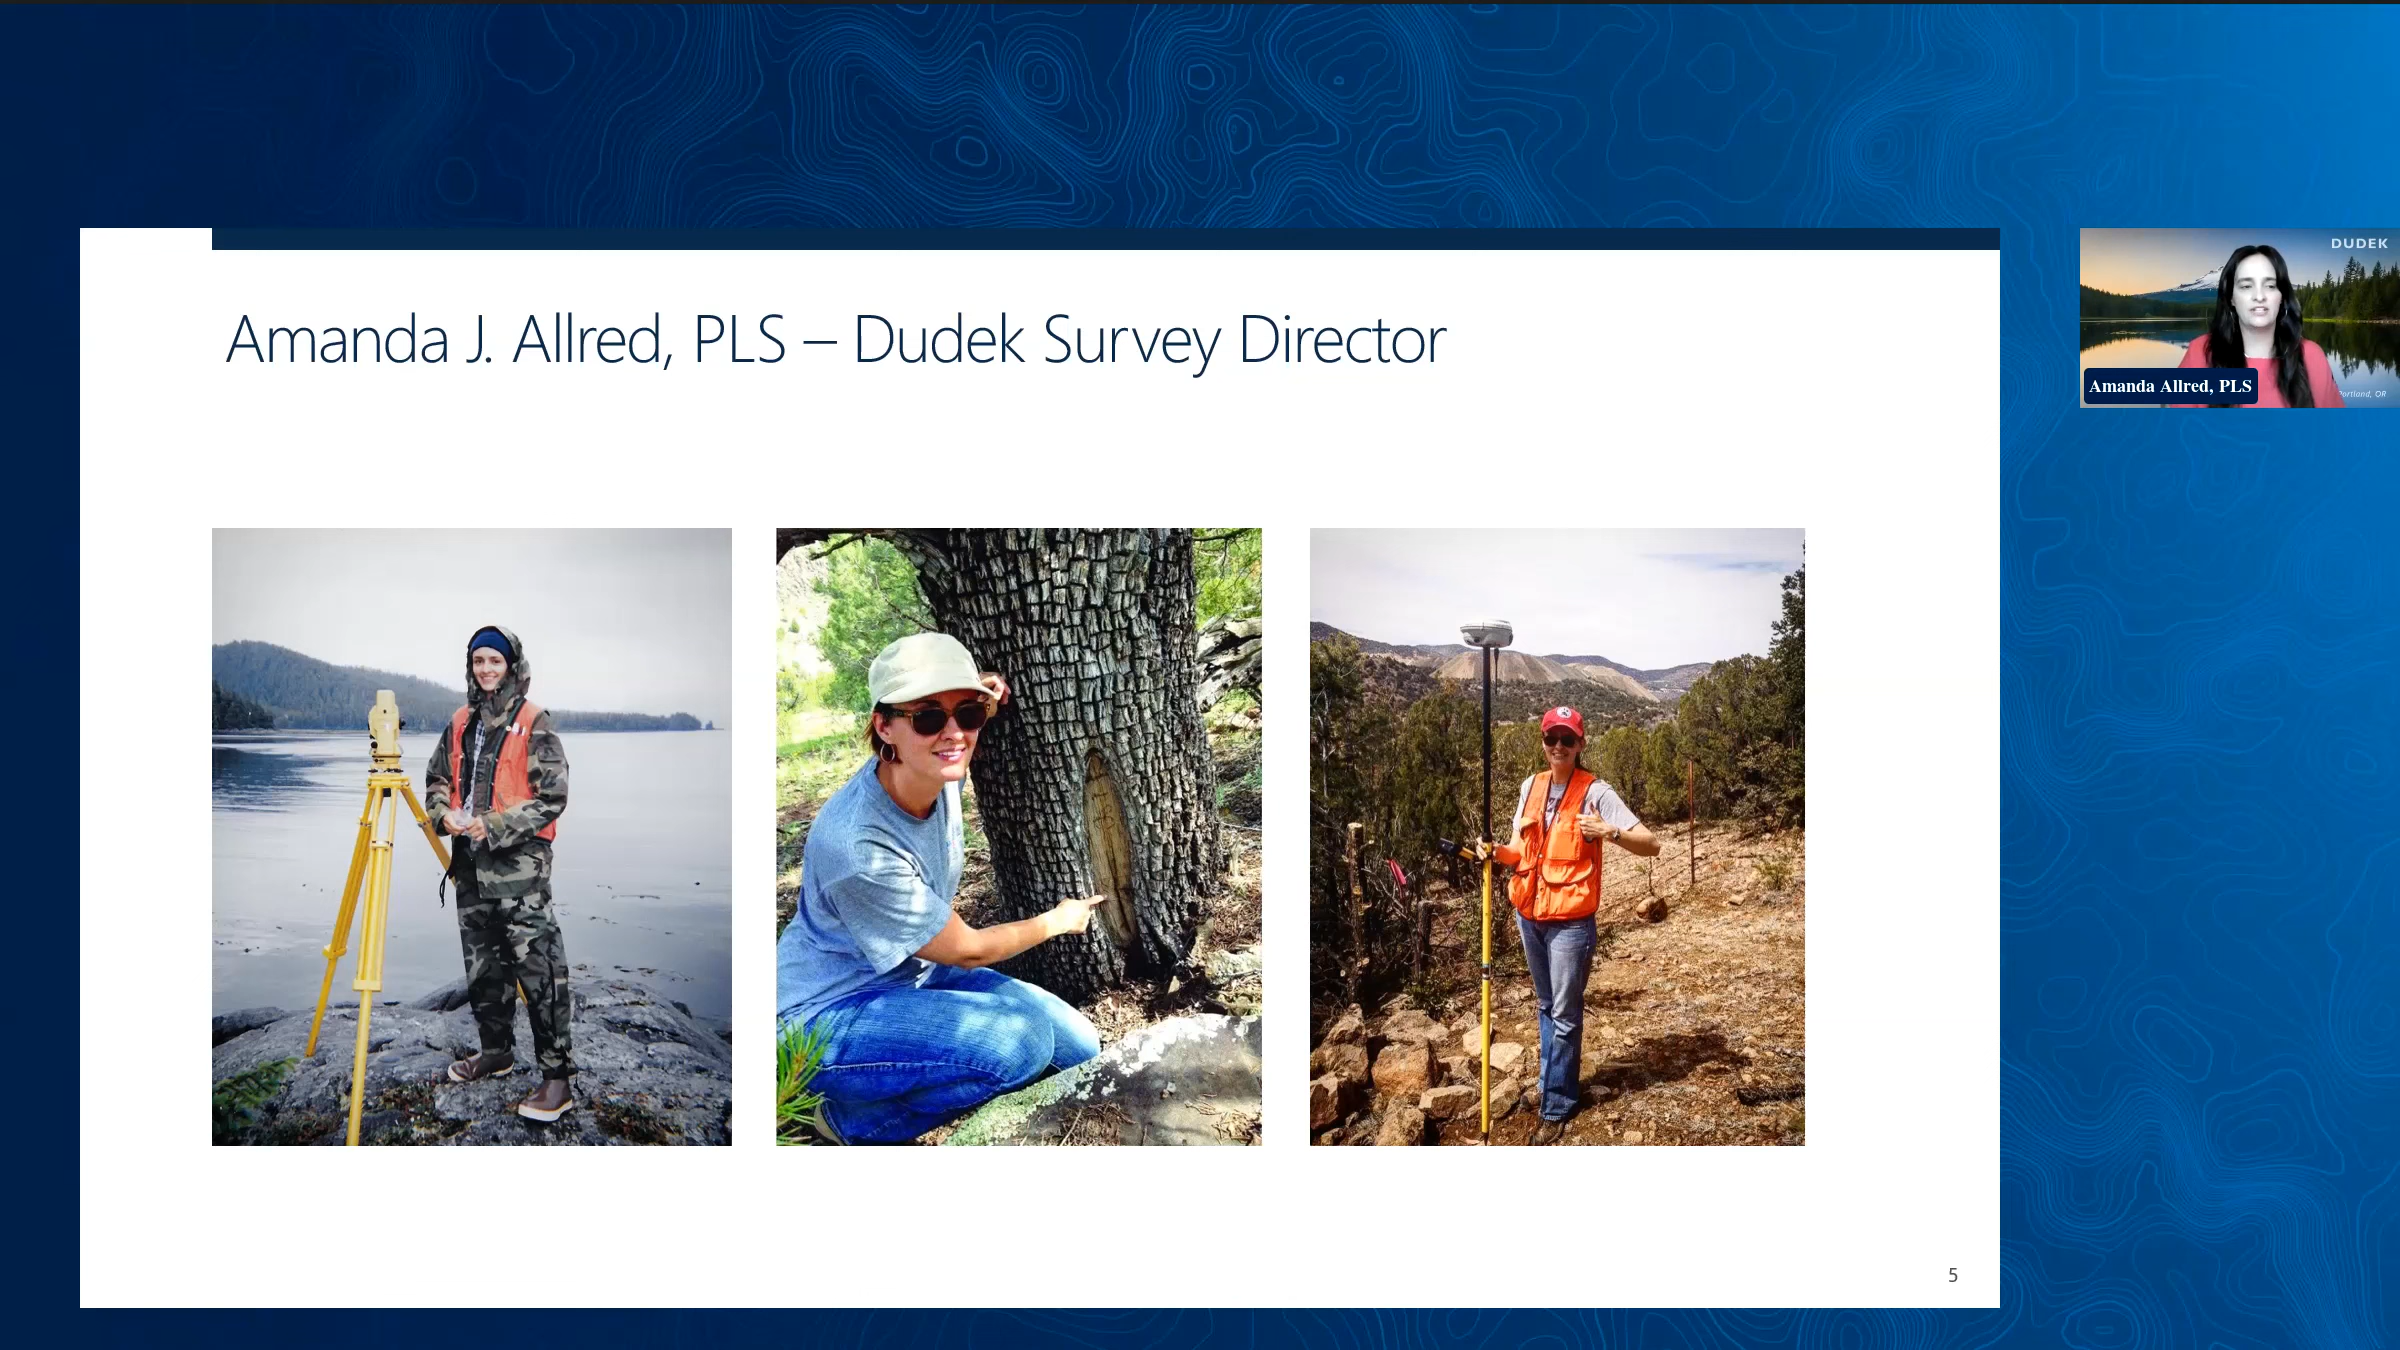 Amanda J. Allred, PLS – Dudek Survey Director
DUDEK
Amanda Allred, PLS
Portland, OR
5